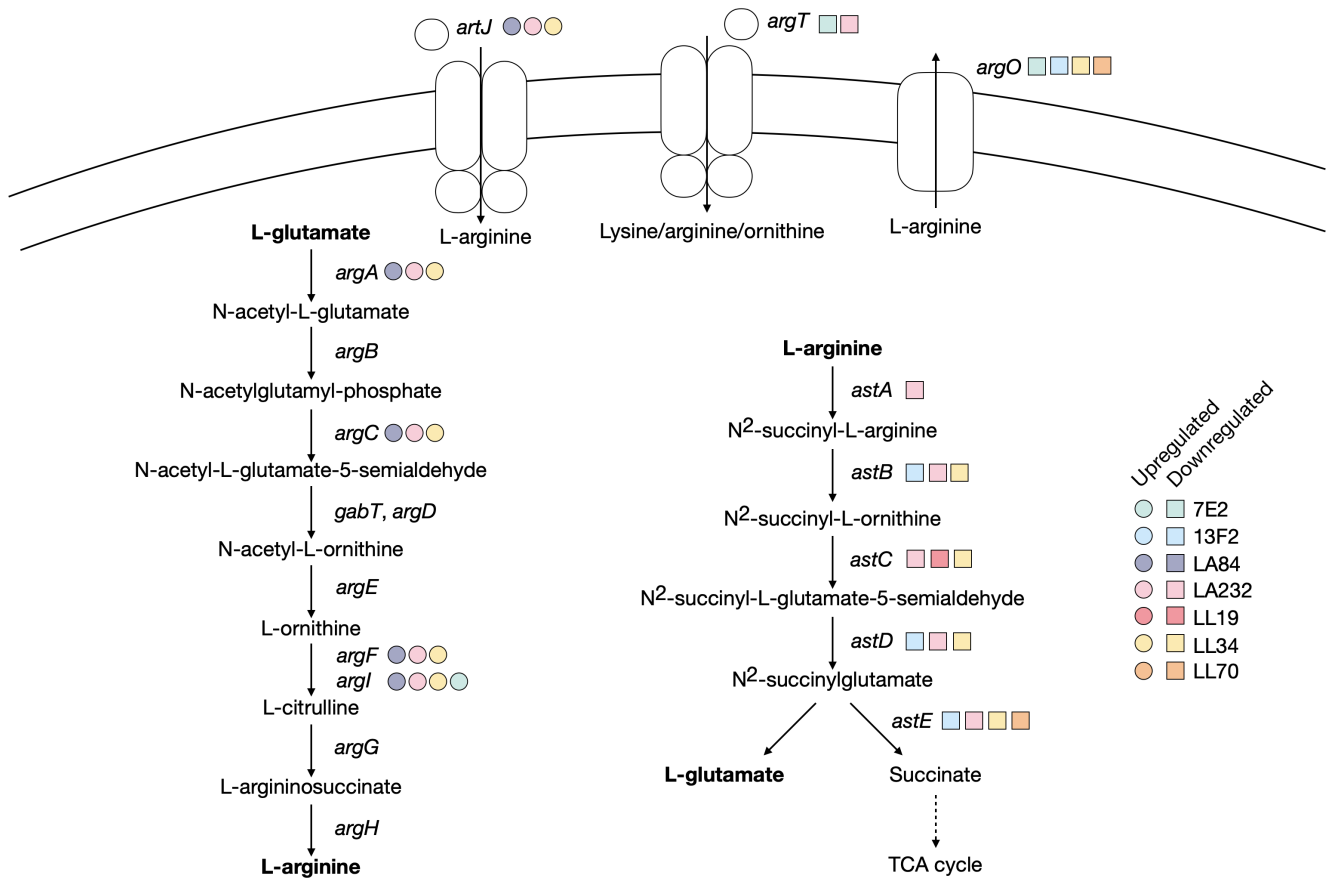 artJ
argT
argO
L-glutamate
L-arginine
Lysine/arginine/ornithine
L-arginine
argA
N-acetyl-L-glutamate
argB
N-acetylglutamyl-phosphate
argC
N-acetyl-L-glutamate-5-semialdehyde
gabT, argD
N-acetyl-L-ornithine
argE
L-ornithine
argF
argI
L-citrulline
argG
L-argininosuccinate
argH
L-arginine
L-arginine
astA
N2-succinyl-L-arginine
astB
N2-succinyl-L-ornithine
astC
N2-succinyl-L-glutamate-5-semialdehyde
astD
N2-succinylglutamate
astE
L-glutamate
Succinate
TCA cycle
Upregulated
Downregulated
7E2
13F2
LA84
LA232
LL19
LL34
LL70